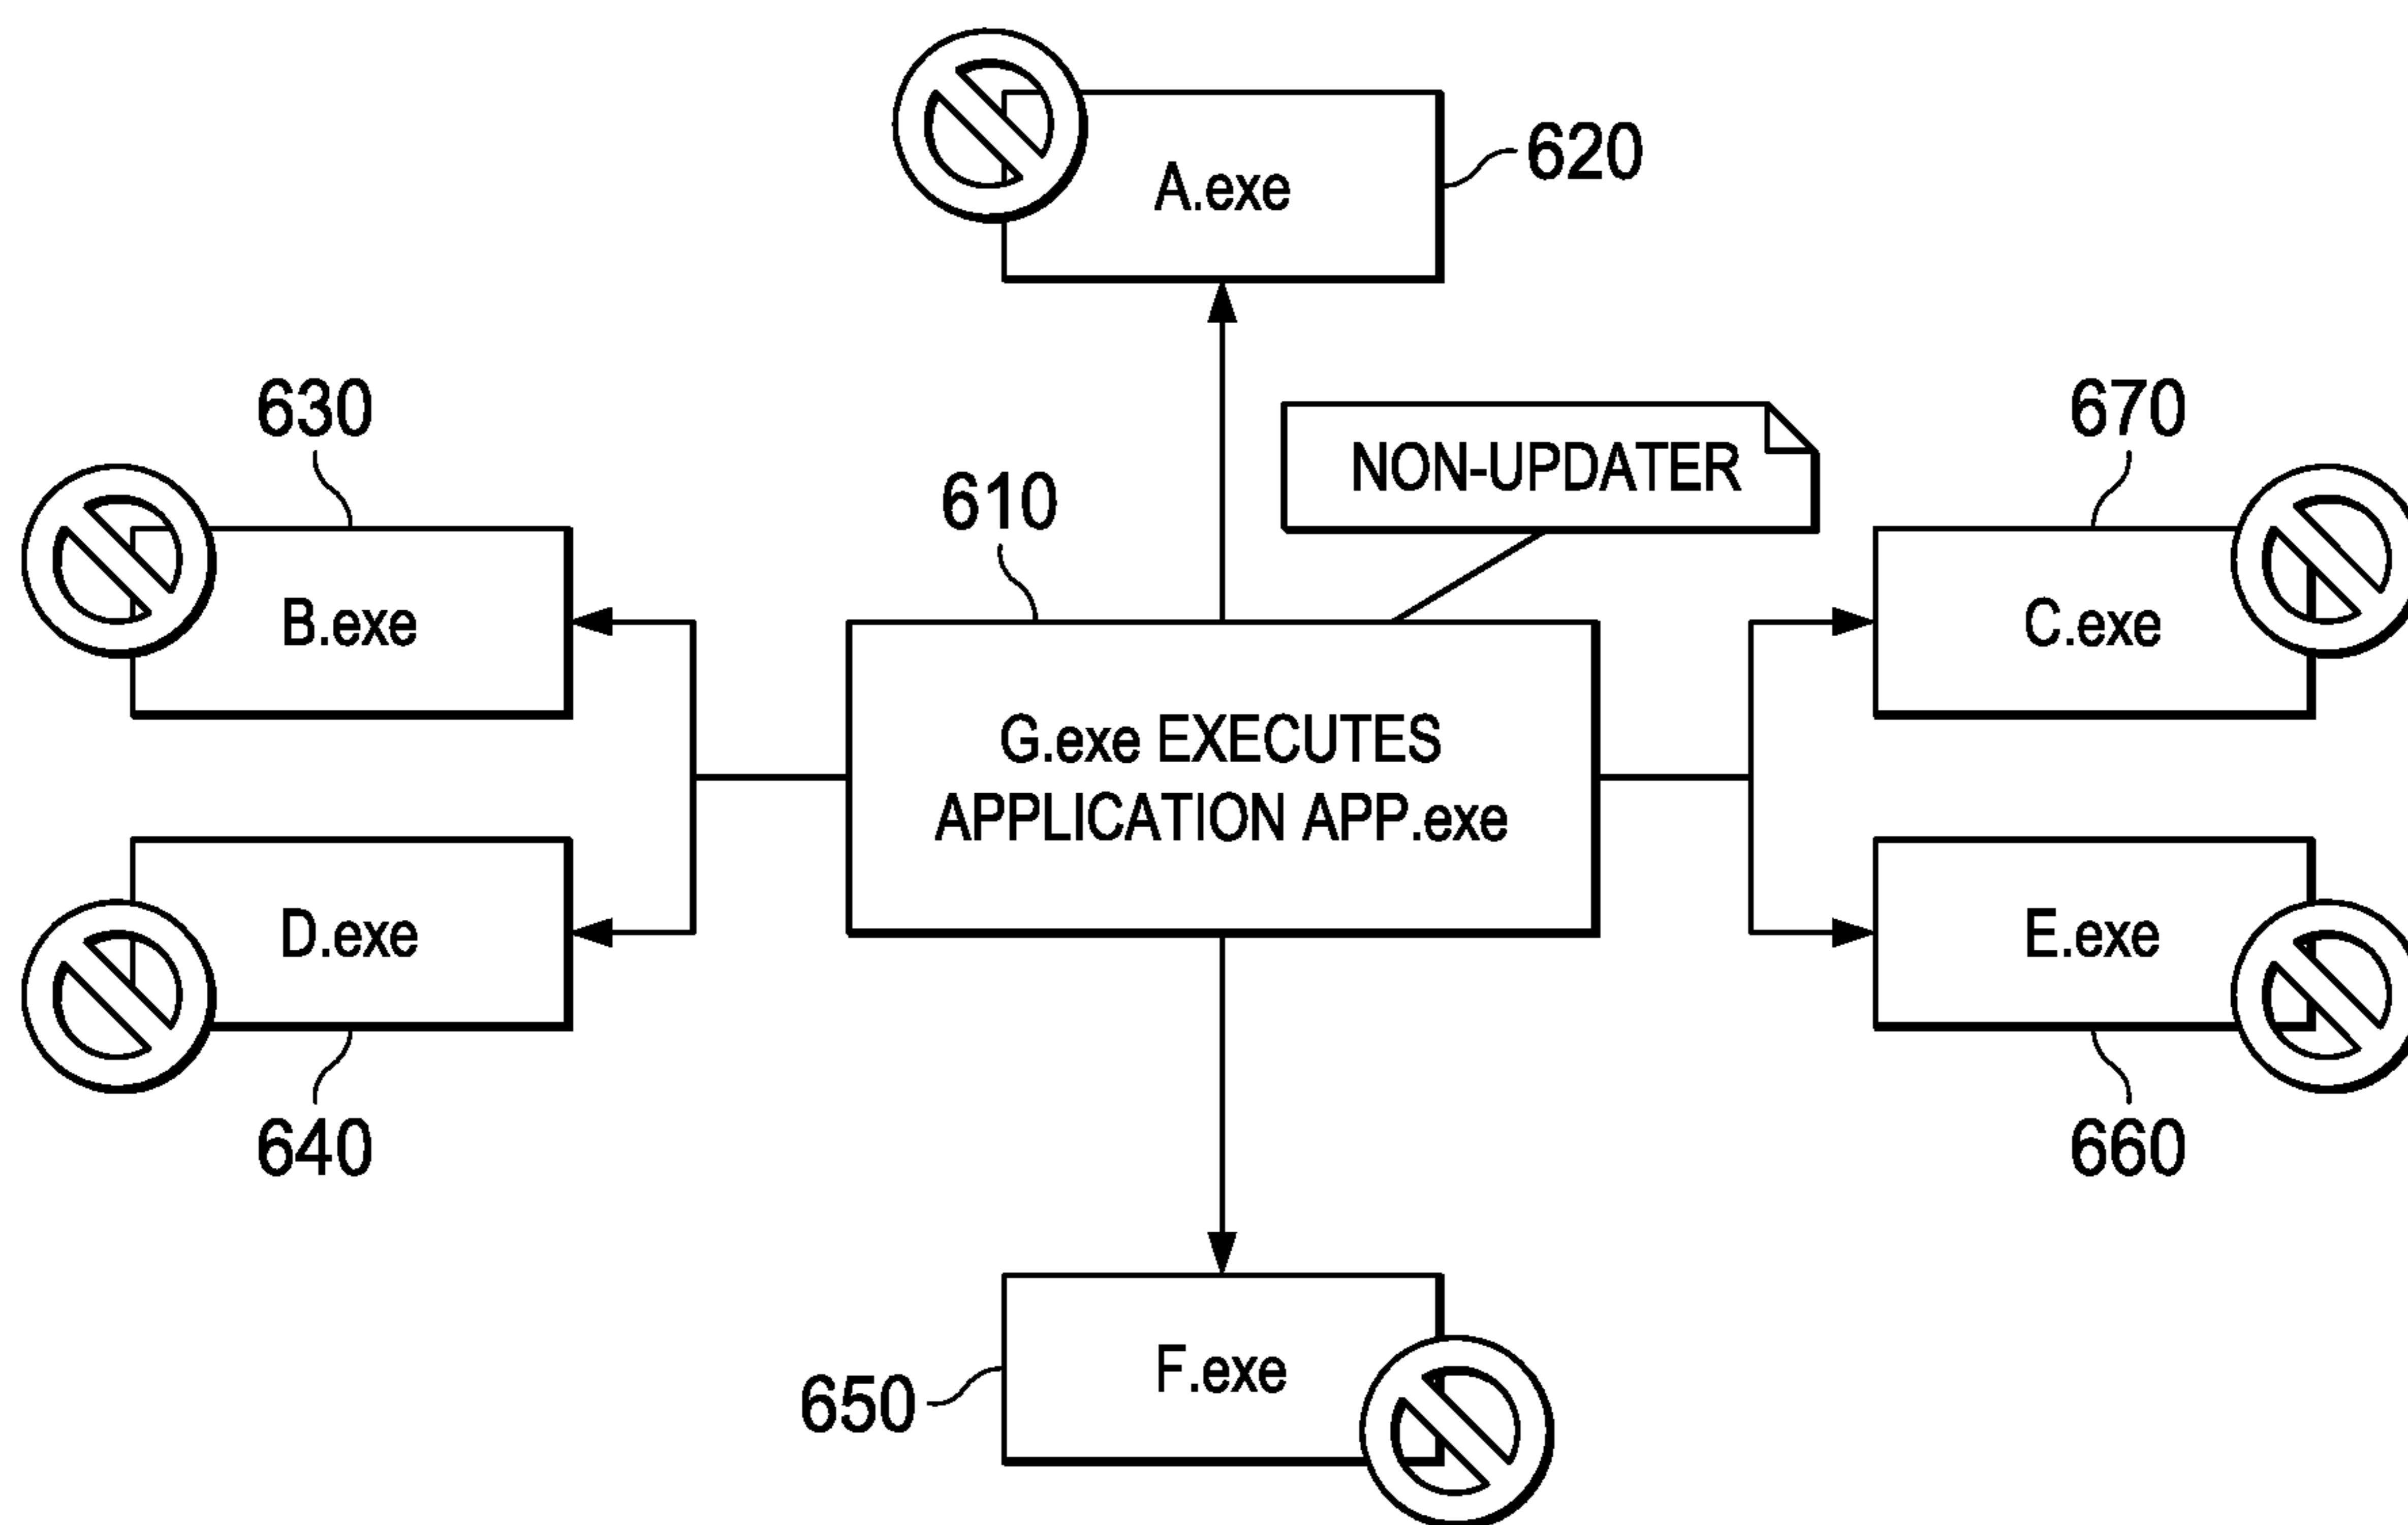 A.exe
620
630
670
NON-UPDATER
610
B.exe
C.exe
G.exe EXECUTES
APPLICATION APP.exe
D.exe
E.exe
640
660
F.exe
650